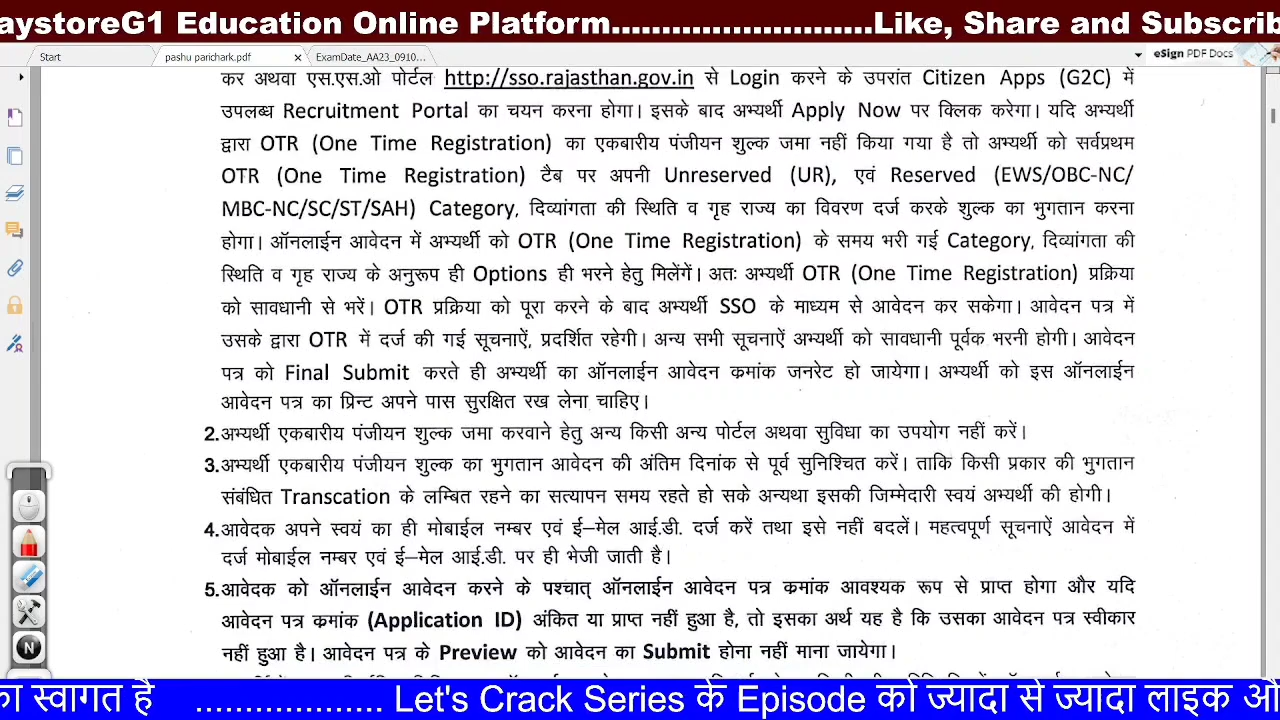 aystoreG1 Education Online Platform.............................Like, Share and Subscrib
Start pashu parichark.pdf x ExamDate_AA23_0910... eSign PDF Docs
कर अथवा एस.एस.ओ पोर्टल http://sso.rajasthan.gov.in से Login करने के उपरांत Citizen Apps (G2C) में
उपलब्ध Recruitment Portal का चयन करना होगा। इसके बाद अभ्यर्थी Apply Now पर क्लिक करेगा। यदि अभ्यर्थी
द्वारा OTR (One Time Registration) का एकबारीय पंजीयन शुल्क जमा नहीं किया गया है तो अभ्यर्थी को सर्वप्रथम
OTR (One Time Registration) टैब पर अपनी Unreserved (UR), एवं Reserved (EWS/OBC-NC/
MBC-NC/SC/ST/SAH) Category, दिव्यांगता की स्थिति व गृह राज्य का विवरण दर्ज करके शुल्क का भुगतान करना
होगा। ऑनलाईन आवेदन में अभ्यर्थी को OTR (One Time Registration) के समय भरी गई Category, दिव्यांगता की
स्थिति व गृह राज्य के अनुरूप ही Options ही भरने हेतु मिलेंगें। अतः अभ्यर्थी OTR (One Time Registration) प्रक्रिया
को सावधानी से भरें। OTR प्रक्रिया को पूरा करने के बाद अभ्यर्थी SSO के माध्यम से आवेदन कर सकेगा। आवेदन पत्र में
उसके द्वारा OTR में दर्ज की गई सूचनाऐं, प्रदर्शित रहेगी। अन्य सभी सूचनाऐं अभ्यर्थी को सावधानी पूर्वक भरनी होगी। आवेदन
पत्र को Final Submit करते ही अभ्यर्थी का ऑनलाईन आवेदन क्रमांक जनरेट हो जायेगा। अभ्यर्थी को इस ऑनलाईन
आवेदन पत्र का प्रिन्ट अपने पास सुरक्षित रख लेना चाहिए।
2.अभ्यर्थी एकबारीय पंजीयन शुल्क जमा करवाने हेतु अन्य किसी अन्य पोर्टल अथवा सुविधा का उपयोग नहीं करें।
3.अभ्यर्थी एकबारीय पंजीयन शुल्क का भुगतान आवेदन की अंतिम दिनांक से पूर्व सुनिश्चित करें। ताकि किसी प्रकार की भुगतान
संबंधित Transcation के लम्बित रहने का सत्यापन समय रहते हो सके अन्यथा इसकी जिम्मेदारी स्वयं अभ्यर्थी की होगी।
4.आवेदक अपने स्वयं का ही मोबाईल नम्बर एवं ई–मेल आई.डी. दर्ज करें तथा इसे नहीं बदलें। महत्वपूर्ण सूचनाऐं आवेदन में
दर्ज मोबाईल नम्बर एवं ई–मेल आई.डी. पर ही भेजी जाती है।
5.आवेदक को ऑनलाईन आवेदन करने के पश्चात् ऑनलाईन आवेदन पत्र क्रमांक आवश्यक रूप से प्राप्त होगा और यदि
आवेदन पत्र क्रमांक (Application ID) अंकित या प्राप्त नहीं हुआ है, तो इसका अर्थ यह है कि उसका आवेदन पत्र स्वीकार
नहीं हुआ है। आवेदन पत्र के Preview को आवेदन का Submit होना नहीं माना जायेगा।
का स्वागत है ................... Let's Crack Series के Episode को ज्यादा से ज्यादा लाइक औ